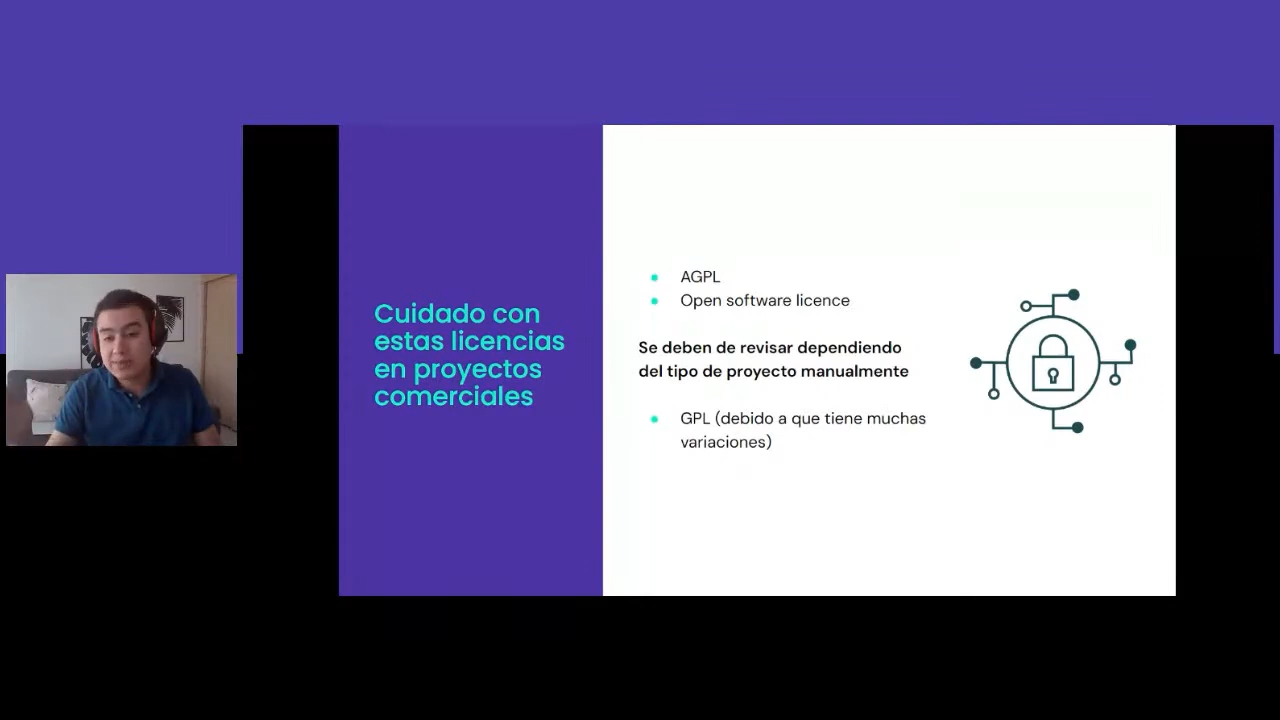 Cuidado con
estas licencias
en proyectos
comerciales
AGPL
Open software licence
Se deben de revisar dependiendo
del tipo de proyecto manualmente
GPL (debido a que tiene muchas
variaciones)